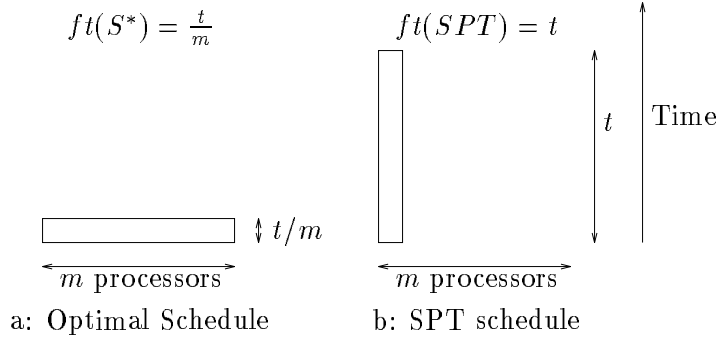 ft(S*) = t/m
ft(SPT) = t
t
Time
t/m
m processors
m processors
a: Optimal Schedule
b: SPT schedule